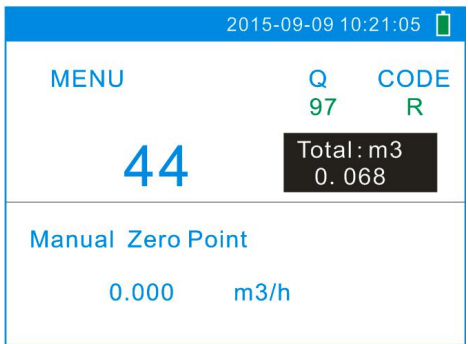 2015-09-09 10:21:05
MENU Q CODE
97 R
44 Total:m3
0.068
Manual Zero Point
0.000 m3/h